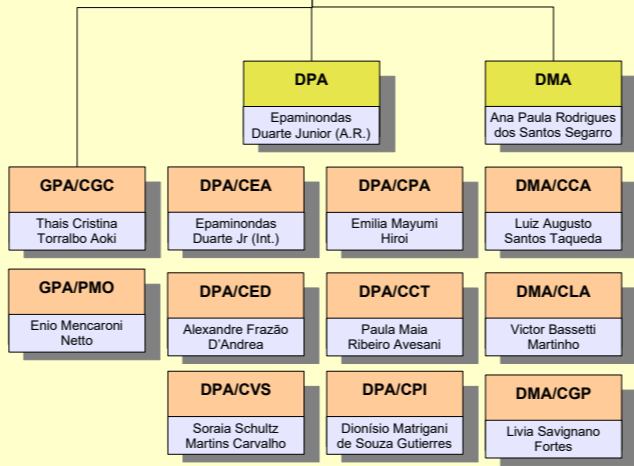 DPA
Epaminondas
Duarte Junior (A.R.)
DMA
Ana Paula Rodrigues
dos Santos Segarro
GPA/CGC
Thais Cristina
Torralbo Aoki
DPA/CEA
Epaminondas
Duarte Jr (Int.)
DPA/CPA
Emilia Mayumi
Hiroi
DMA/CCA
Luiz Augusto
Santos Taqueda
GPA/PMO
Enio Mencaroni
Netto
DPA/CED
Alexandre Frazão
D'Andrea
DPA/CCT
Paula Maia
Ribeiro Avesani
DMA/CLA
Victor Bassetti
Martinho
DPA/CVS
Soraia Schultz
Martins Carvalho
DPA/CPI
Dionísio Matrigani
de Souza Gutierres
DMA/CGP
Livia Savignano
Fortes